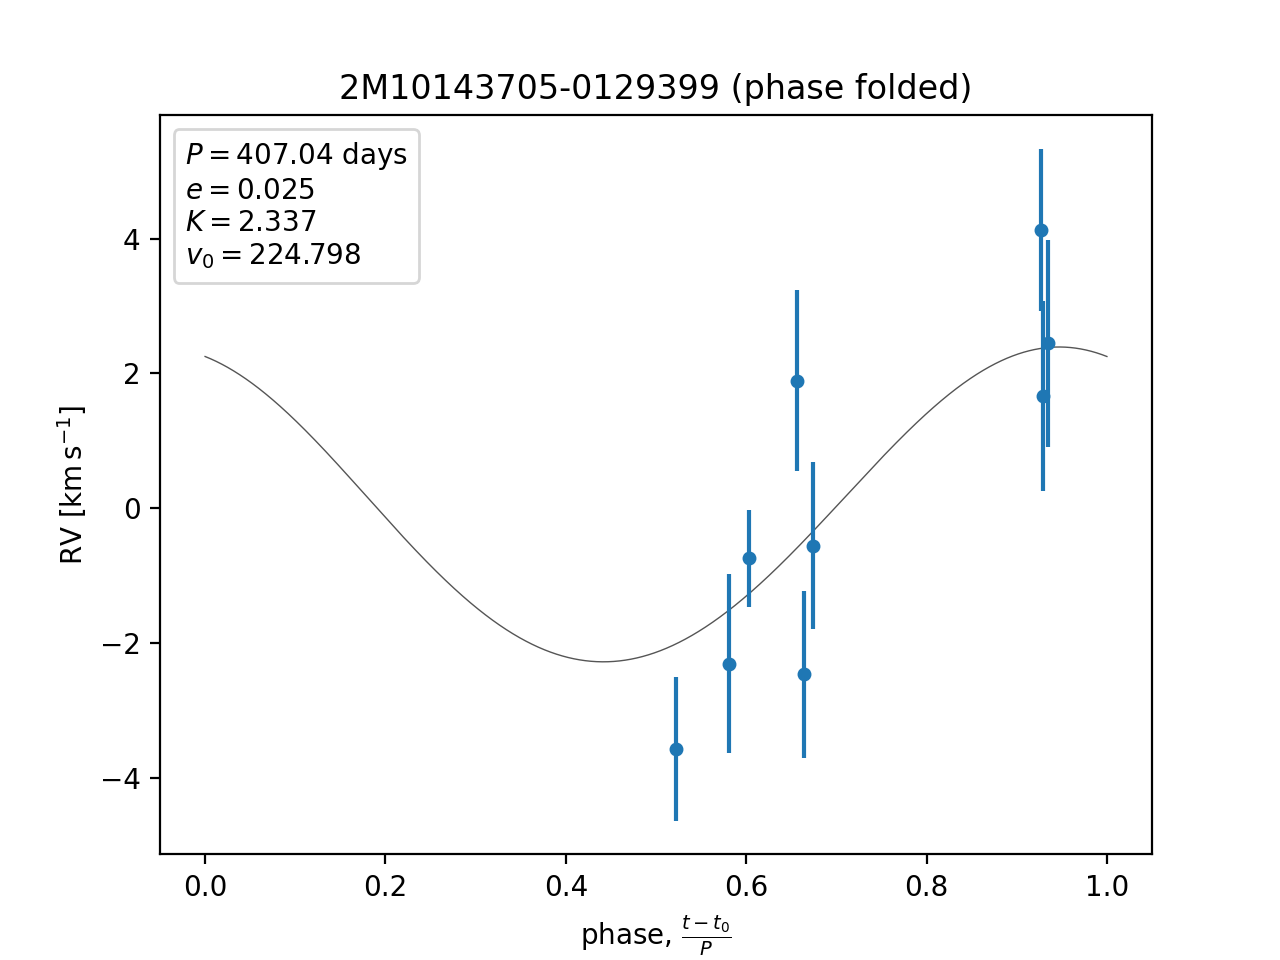 2M10143705-0129399 (phase folded)
P = 407.04 days
e = 0.025
K = 2.337
v₀ = 224.798
4
2
0
−2
−4
RV [km s⁻¹]
0.0 0.2 0.4 0.6 0.8 1.0
phase, (t − t₀)/P